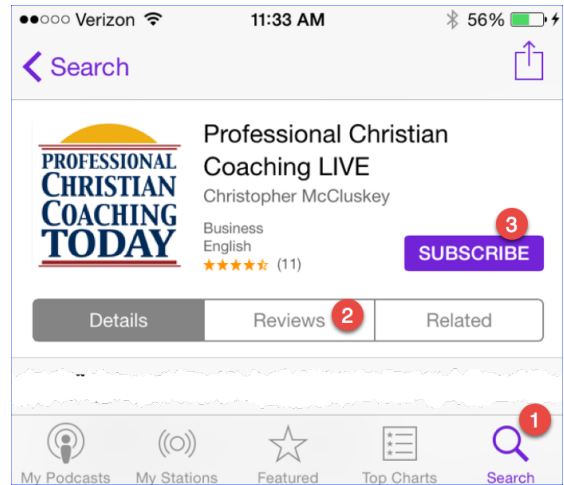 Verizon 11:33 AM 56%
Search
PROFESSIONAL
CHRISTIAN
COACHING
TODAY
Professional Christian
Coaching LIVE
Christopher McCluskey
Business
English
(11)
3
SUBSCRIBE
Details Reviews 2 Related
1
My Podcasts My Stations Featured Top Charts Search